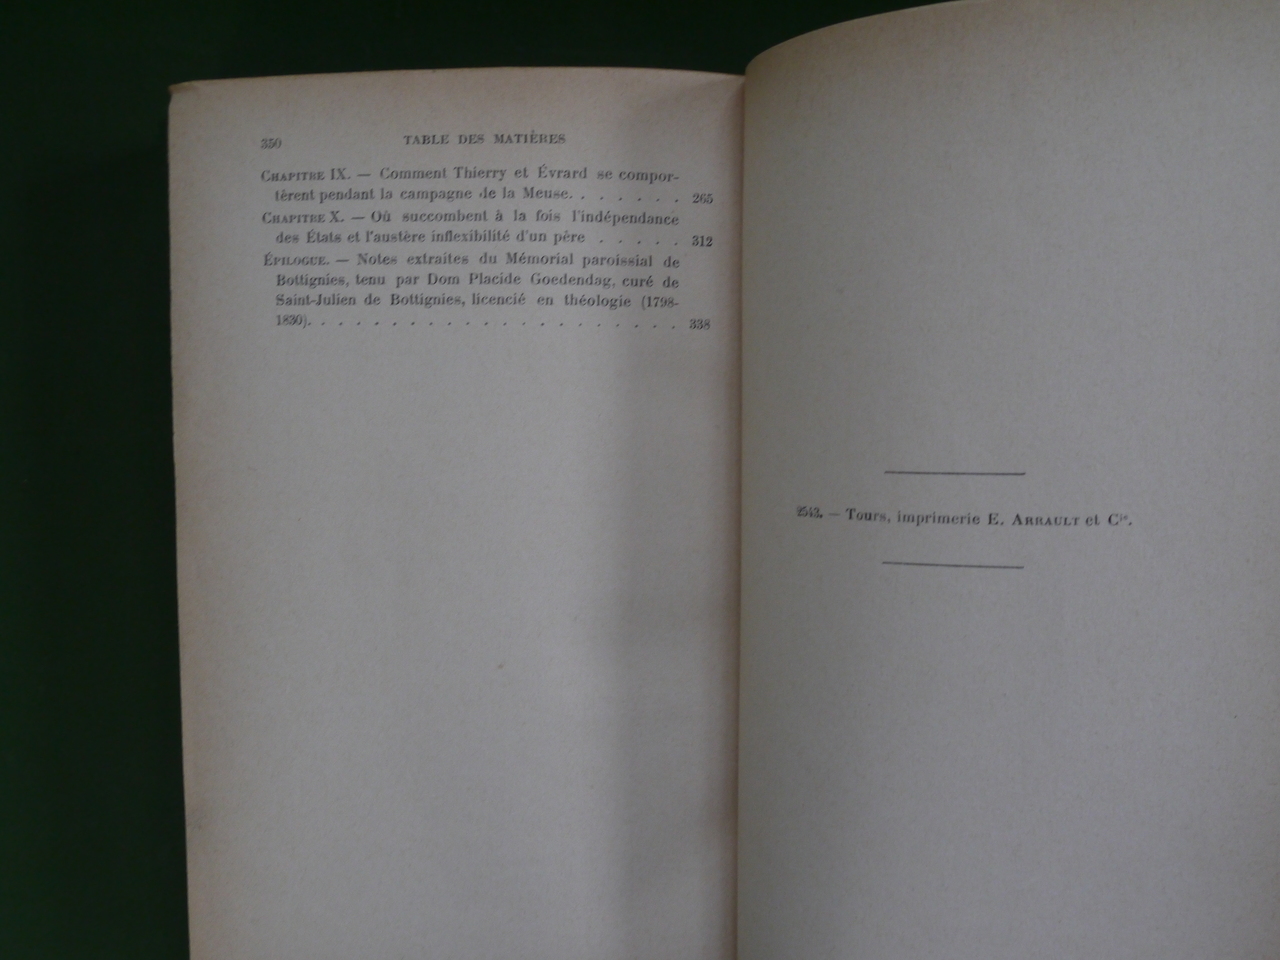 350 TABLE DES MATIÈRES
CHAPITRE IX. — Comment Thierry et Évrard se compor-
tèrent pendant la campagne de la Meuse. . . . . . . 265
CHAPITRE X. — Où succombent à la fois l'indépendance
des États et l'austère inflexibilité d'un père . . . . . 312
ÉPILOGUE. — Notes extraites du Mémorial paroissial de
Bottignies, tenu par Dom Placide Goedendag, curé de
Saint-Julien de Bottignies, licencié en théologie (1798-
1830). . . . . . . . . . . . . . . . . . . . 338
2543. — Tours, imprimerie E. ARRAULT et Cie.